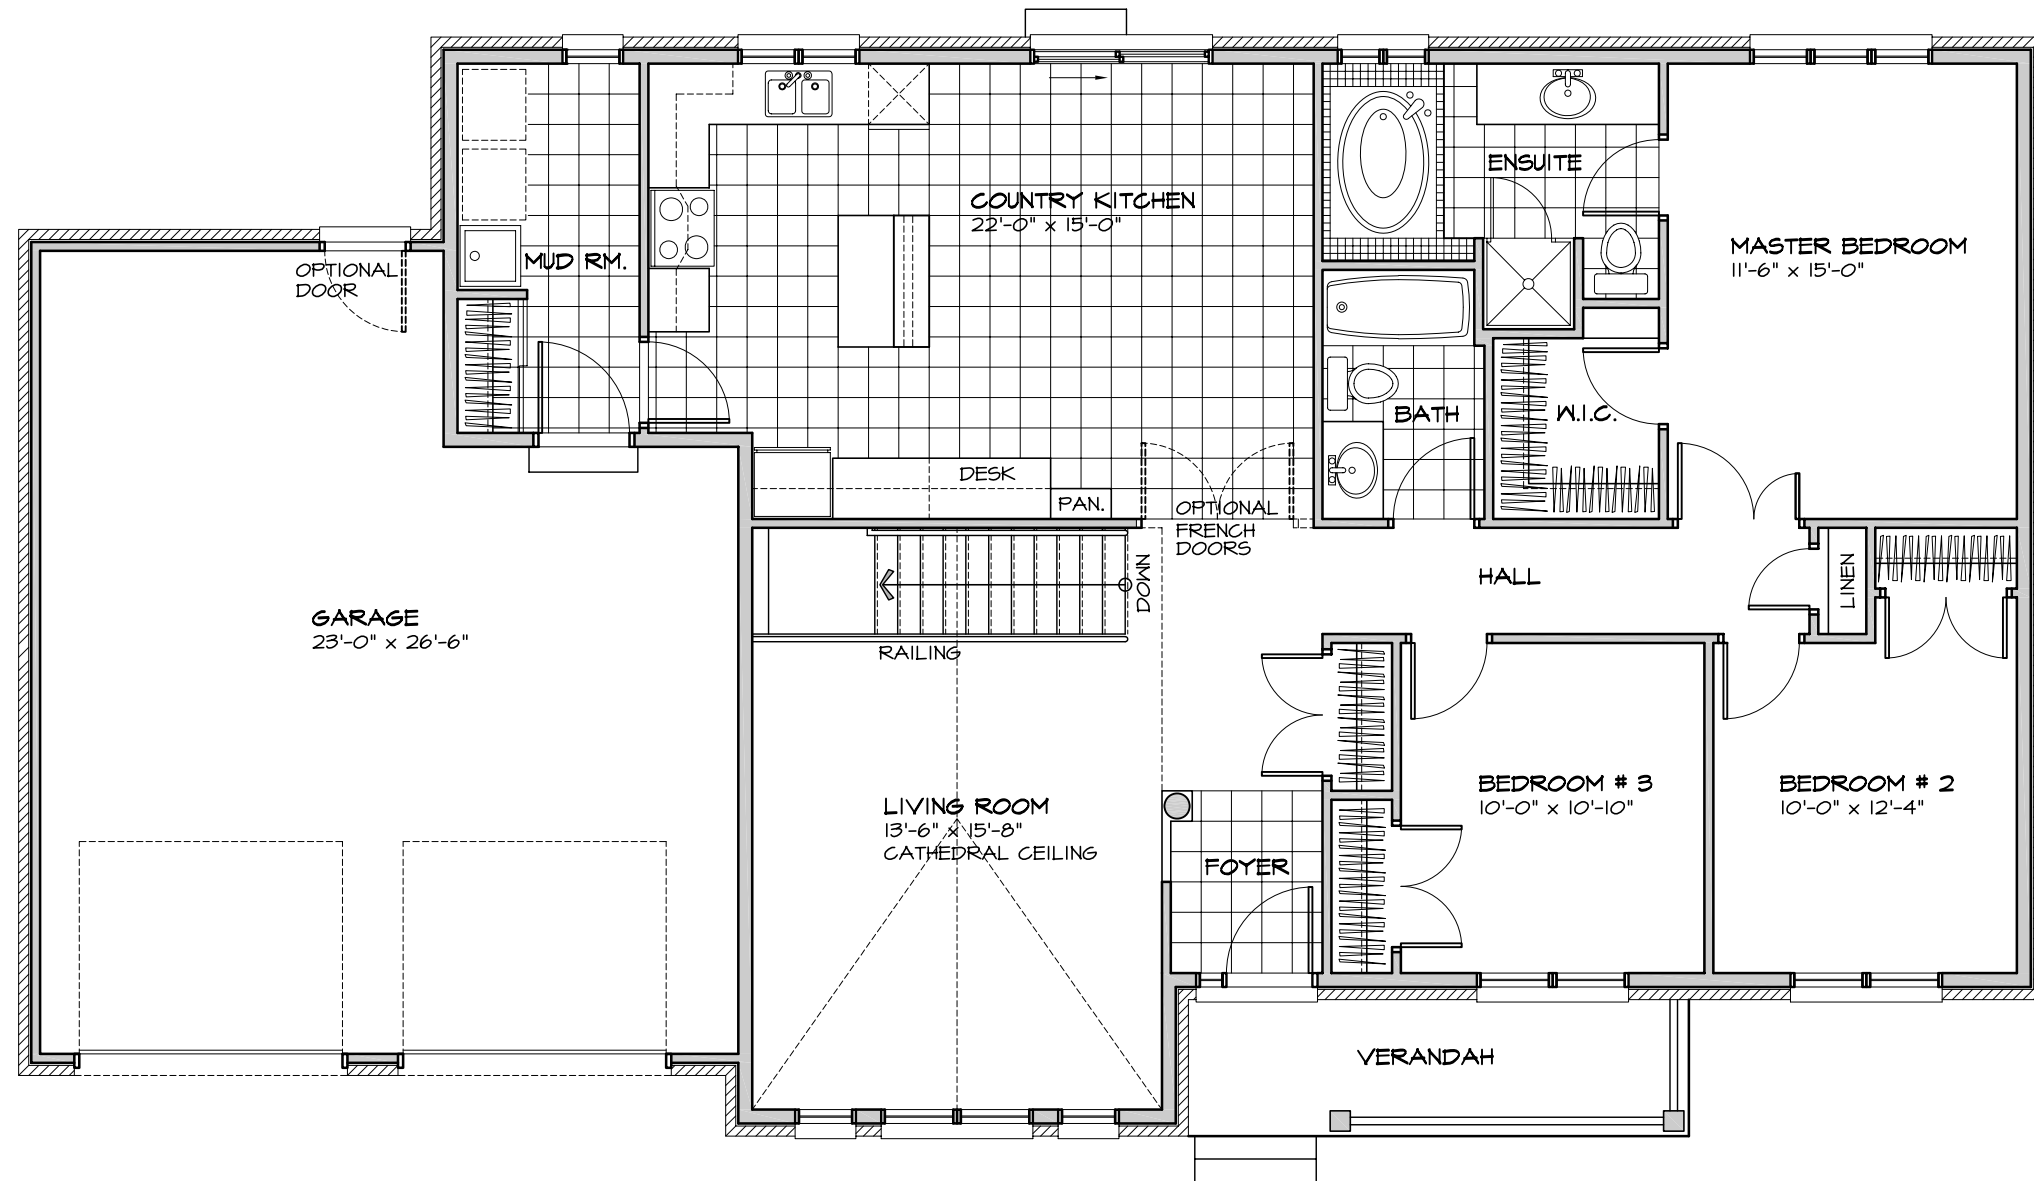 COUNTRY KITCHEN
22'-0" x 15'-0"
ENSUITE
MASTER BEDROOM
11'-6" x 15'-0"
MUD RM.
OPTIONAL
DOOR
BATH
W.I.C.
DESK
PAN.
OPTIONAL
FRENCH
DOORS
DOWN
HALL
LINEN
GARAGE
23'-0" x 26'-6"
RAILING
LIVING ROOM
13'-6" x 15'-8"
CATHEDRAL CEILING
FOYER
BEDROOM # 3
10'-0" x 10'-10"
BEDROOM # 2
10'-0" x 12'-4"
VERANDAH